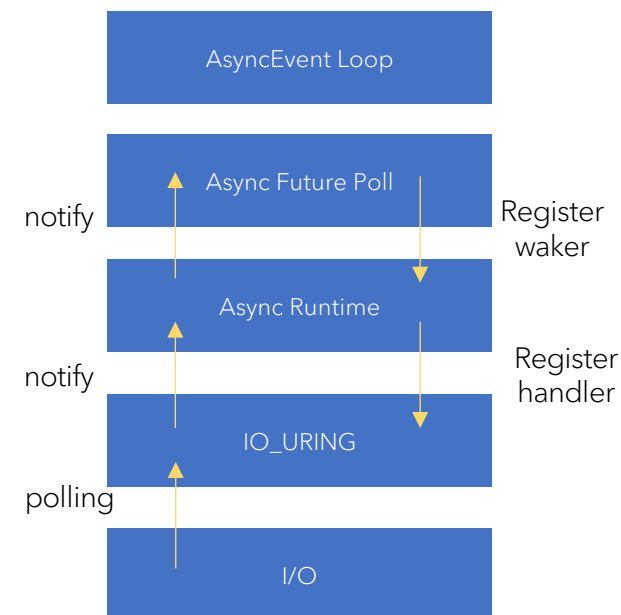 AsyncEvent Loop
Async Future Poll
notify
Register
waker
Async Runtime
notify
Register
handler
IO_URING
polling
I/O